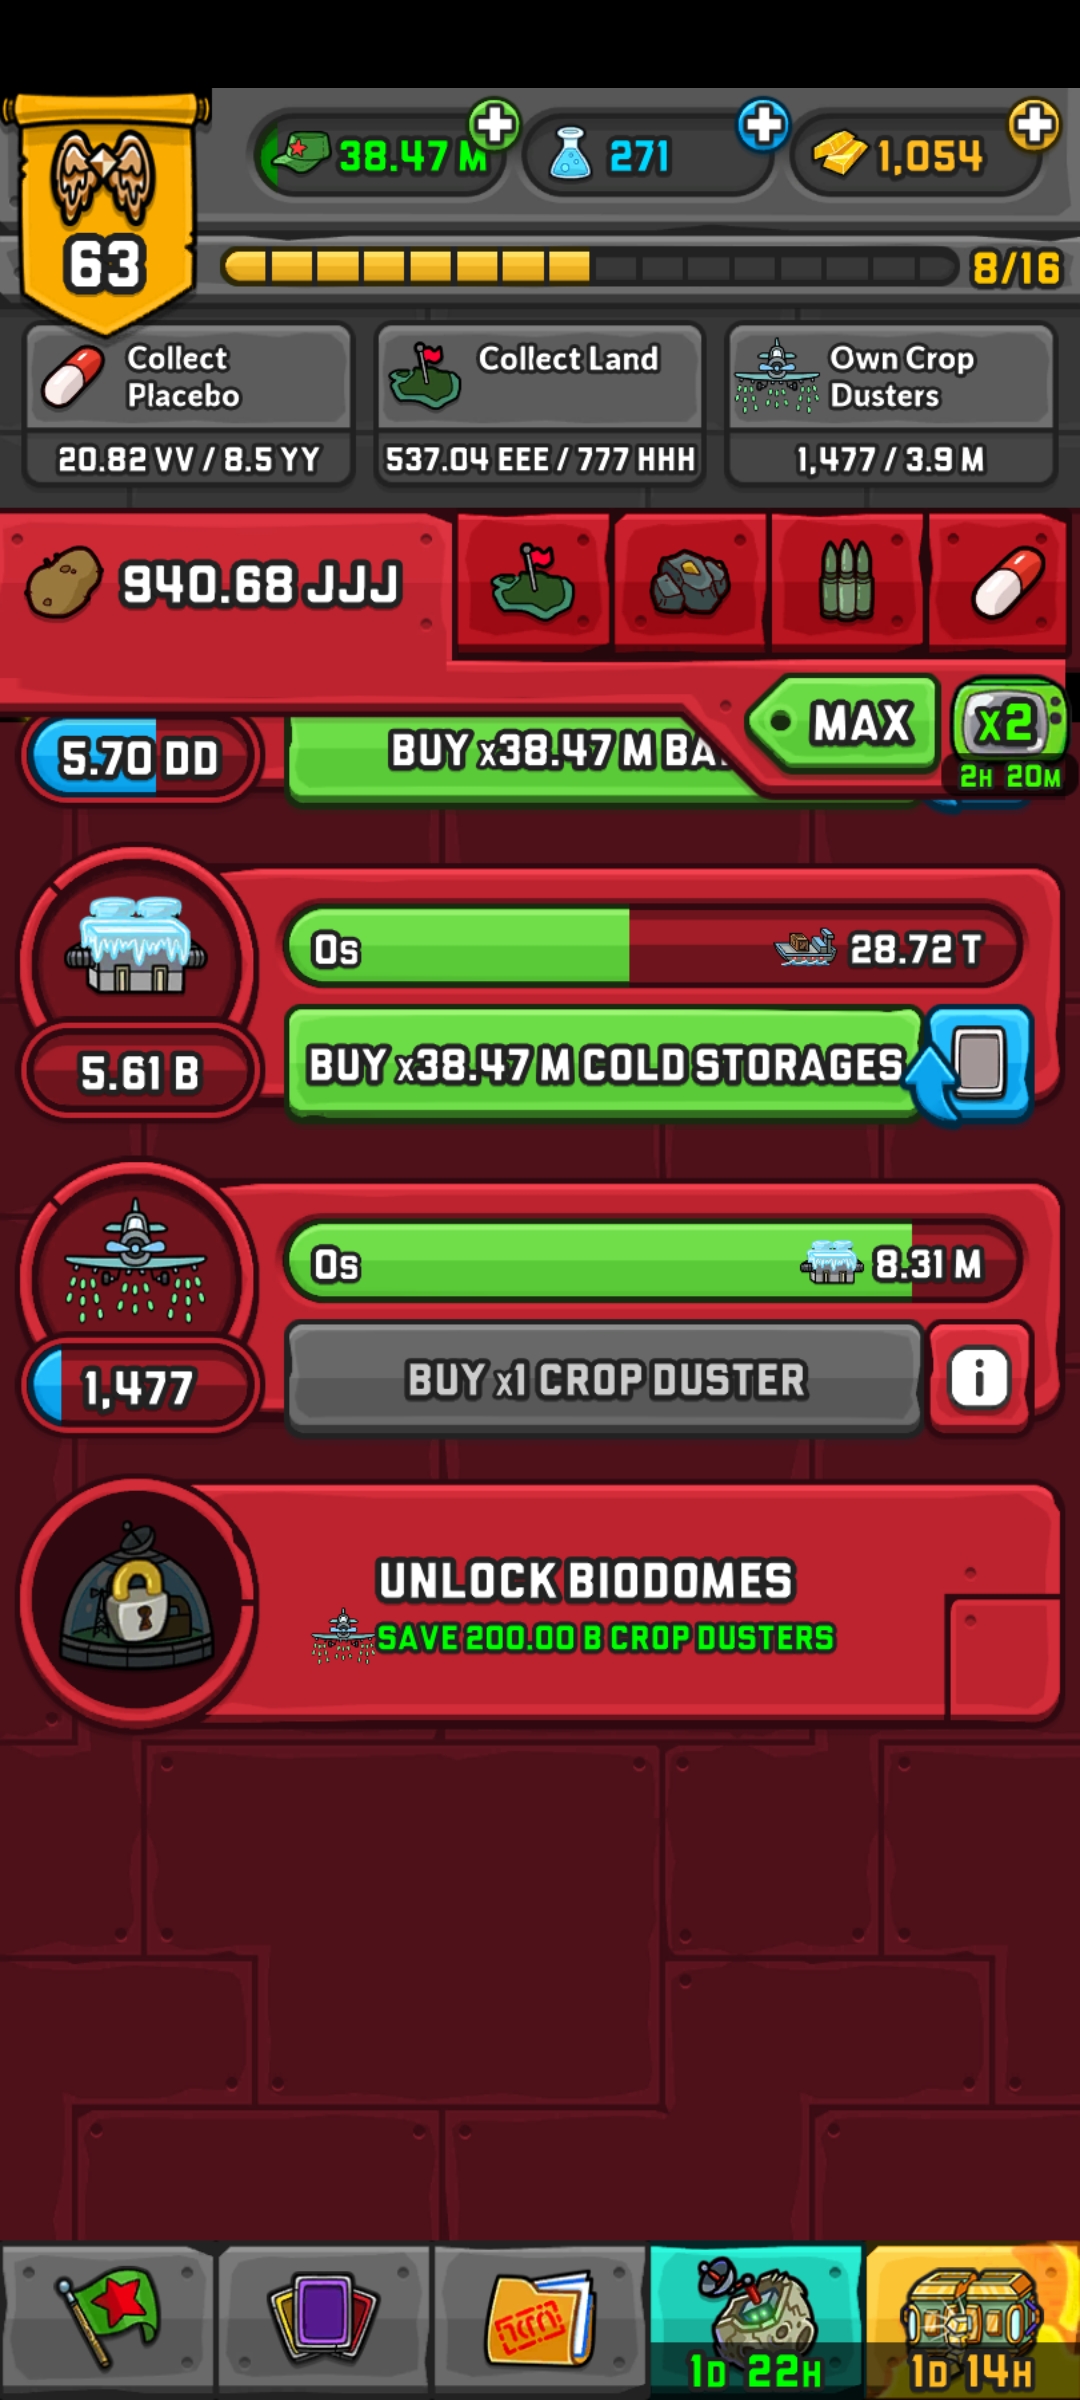 38.47 M
271
1,054
63
8/16
Collect
Placebo
20.82 VV / 8.5 YY
Collect Land
537.04 EEE / 777 HHH
Own Crop
Dusters
1,477 / 3.9 M
940.68 JJJ
MAX
x2
2H 20M
5.70 DD
BUY x38.47 M
0s
28.72 T
5.61 B
BUY x38.47 M COLD STORAGES
0s
8.31 M
1,477
BUY x1 CROP DUSTER
i
UNLOCK BIODOMES
SAVE 200.00 B CROP DUSTERS
1D 22H
1D 14H